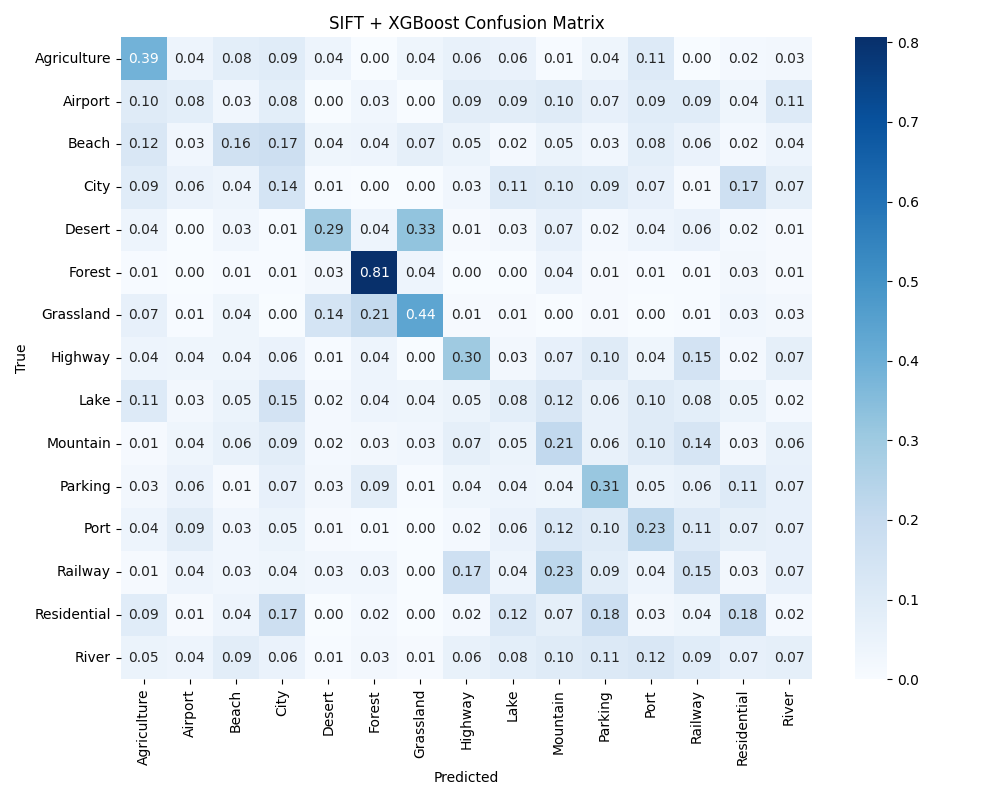 SIFT + XGBoost Confusion Matrix
Agriculture 0.39 0.04 0.08 0.09 0.04 0.00 0.04 0.06 0.06 0.01 0.04 0.11 0.00 0.02 0.03
Airport 0.10 0.08 0.03 0.08 0.00 0.03 0.00 0.09 0.09 0.10 0.07 0.09 0.09 0.04 0.11
Beach 0.12 0.03 0.16 0.17 0.04 0.04 0.07 0.05 0.02 0.05 0.03 0.08 0.06 0.02 0.04
City 0.09 0.06 0.04 0.14 0.01 0.00 0.00 0.03 0.11 0.10 0.09 0.07 0.01 0.17 0.07
Desert 0.04 0.00 0.03 0.01 0.29 0.04 0.33 0.01 0.03 0.07 0.02 0.04 0.06 0.02 0.01
Forest 0.01 0.00 0.01 0.01 0.03 0.81 0.04 0.00 0.00 0.04 0.01 0.01 0.01 0.03 0.01
Grassland 0.07 0.01 0.04 0.00 0.14 0.21 0.44 0.01 0.01 0.00 0.01 0.00 0.01 0.03 0.03
Highway 0.04 0.04 0.04 0.06 0.01 0.04 0.00 0.30 0.03 0.07 0.10 0.04 0.15 0.02 0.07
Lake 0.11 0.03 0.05 0.15 0.02 0.04 0.04 0.05 0.08 0.12 0.06 0.10 0.08 0.05 0.02
Mountain 0.01 0.04 0.06 0.09 0.02 0.03 0.03 0.07 0.05 0.21 0.06 0.10 0.14 0.03 0.06
Parking 0.03 0.06 0.01 0.07 0.03 0.09 0.01 0.04 0.04 0.04 0.31 0.05 0.06 0.11 0.07
Port 0.04 0.09 0.03 0.05 0.01 0.01 0.00 0.02 0.06 0.12 0.10 0.23 0.11 0.07 0.07
Railway 0.01 0.04 0.03 0.04 0.03 0.03 0.00 0.17 0.04 0.23 0.09 0.04 0.15 0.03 0.07
Residential 0.09 0.01 0.04 0.17 0.00 0.02 0.00 0.02 0.12 0.07 0.18 0.03 0.04 0.18 0.02
River 0.05 0.04 0.09 0.06 0.01 0.03 0.01 0.06 0.08 0.10 0.11 0.12 0.09 0.07 0.07
True
Agriculture Airport Beach City Desert Forest Grassland Highway Lake Mountain Parking Port Railway Residential River
Predicted
0.8
0.7
0.6
0.5
0.4
0.3
0.2
0.1
0.0